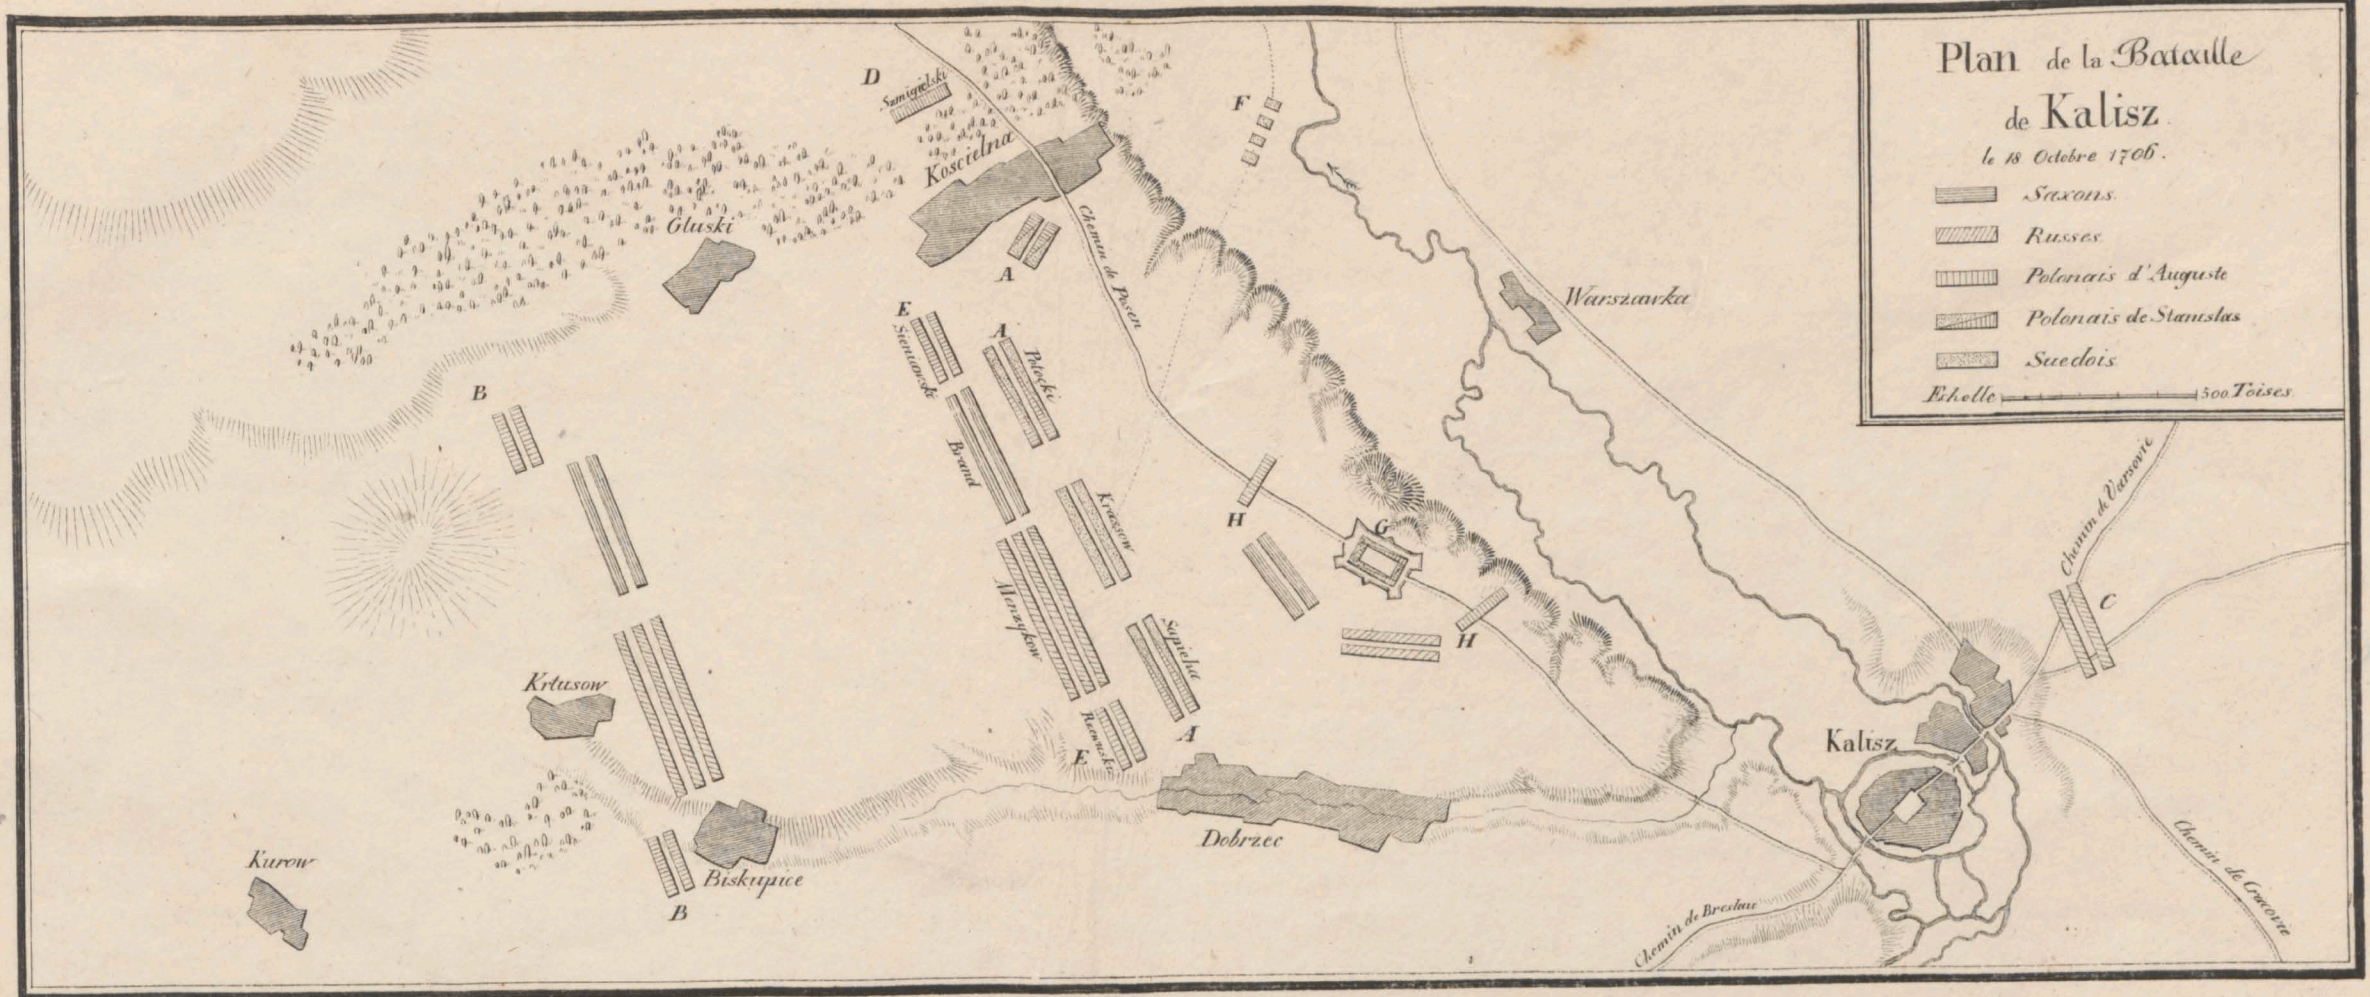 Plan de la Bataille
de Kalisz
le 18 Octobre 1706.
Saxons.
Russes
Polonais d'Auguste
Polonais de Stanislas
Suedois
Echelle 500 Toises.
D
Szmigielski
Koscielna
F
Gluski
A
Chemin de Posen
Warszawka
E
Sieniawski
A
Potocki
B
Brand
Krassow
H
G
Chemin de Varsovie
C
Menzykow
Sapieha
H
Krtusow
Rzewuski
E
A
Kalisz
Dobrzec
Kurow
Biskupice
B
Chemin de Breslau
Chemin de Cracovie